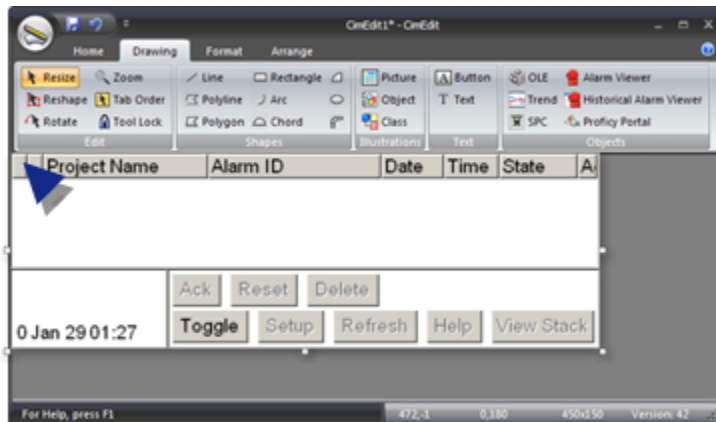 CimEdit1* - CimEdit
Home Drawing Format Arrange
Resize Zoom Line Rectangle Picture Button OLE Alarm Viewer
Reshape Tab Order Polyline Arc Object Text Trend Historical Alarm Viewer
Rotate Tool Lock Polygon Chord Class SPC Proficy Portal
Edit Shapes Illustrations Text Objects
Project Name Alarm ID Date Time State A
Ack Reset Delete
0 Jan 29 01:27 Toggle Setup Refresh Help View Stack
For Help, press F1 472,-1 0,180 450x150 Version: 42